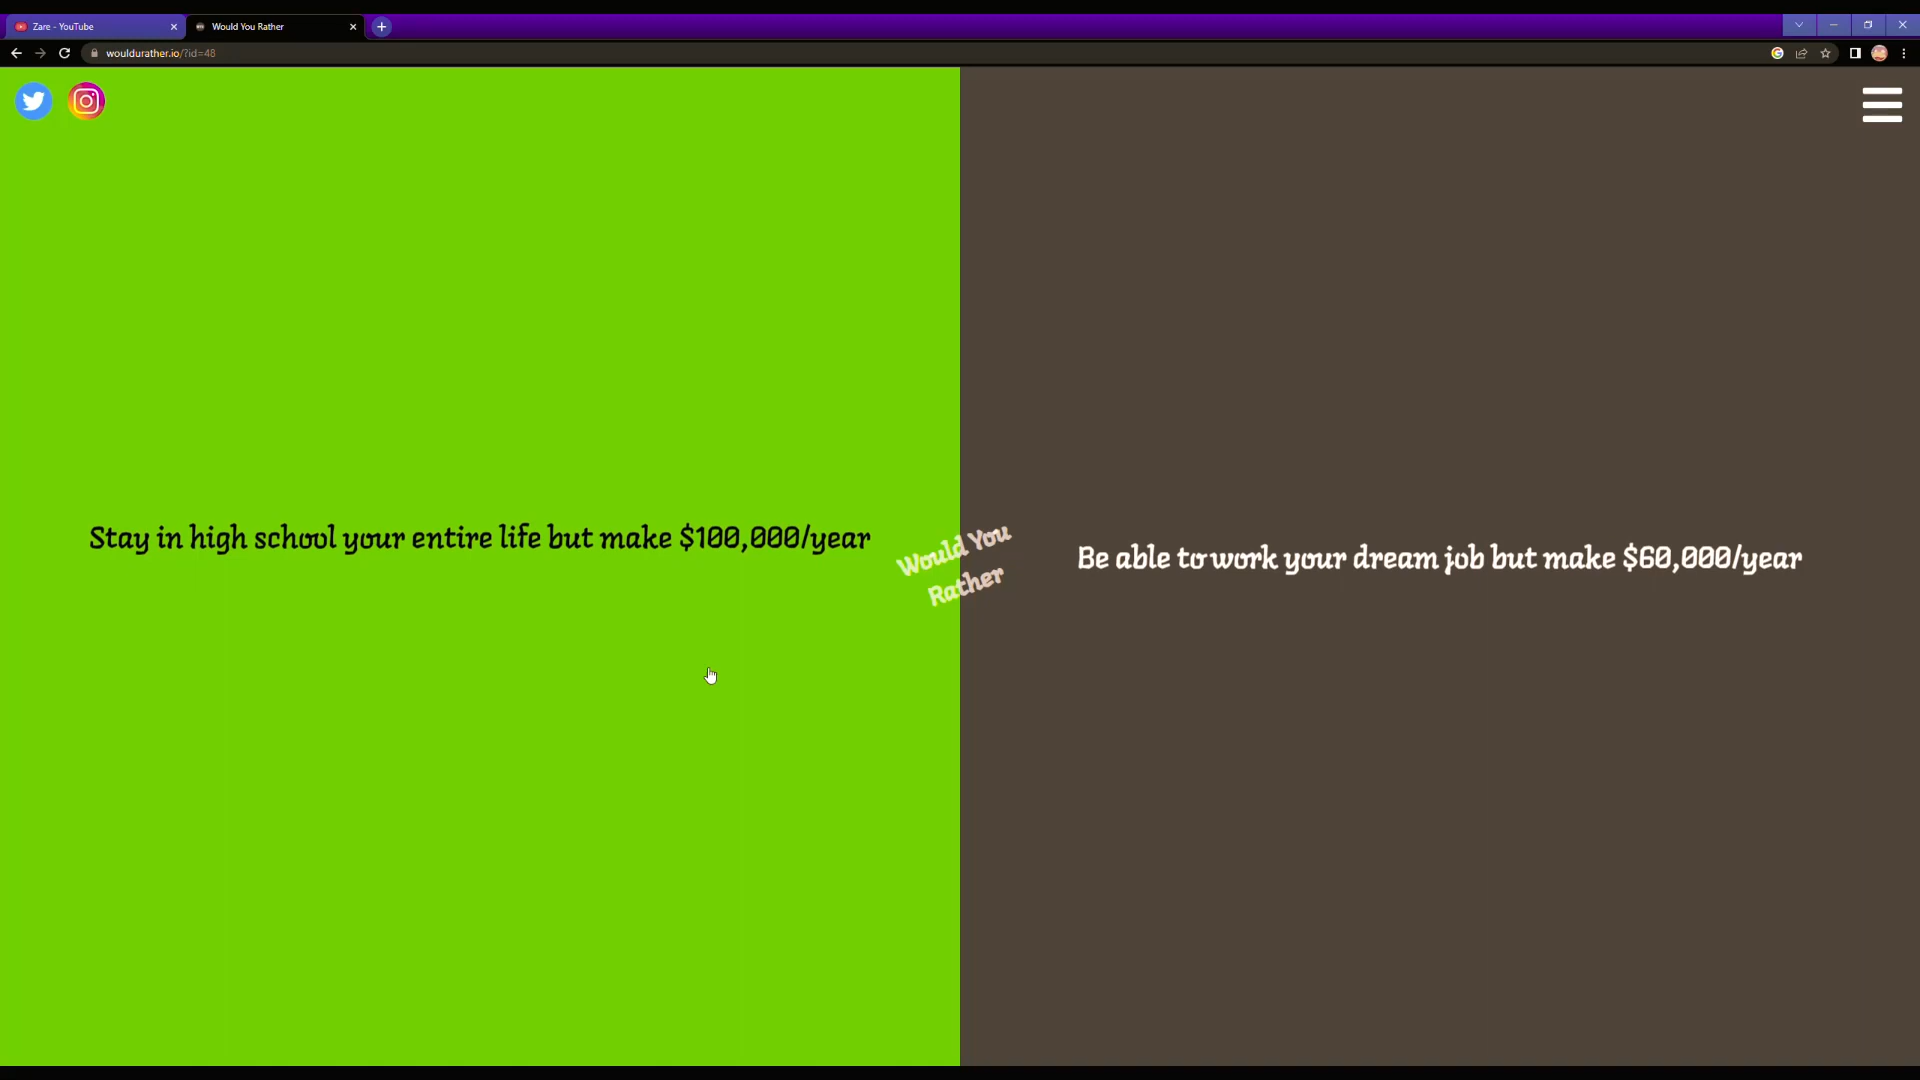 Zare - YouTube
Would You Rather
wouldurather.io/?id=48
Stay in high school your entire life but make $100,000/year
Would You
Rather
Be able to work your dream job but make $60,000/year